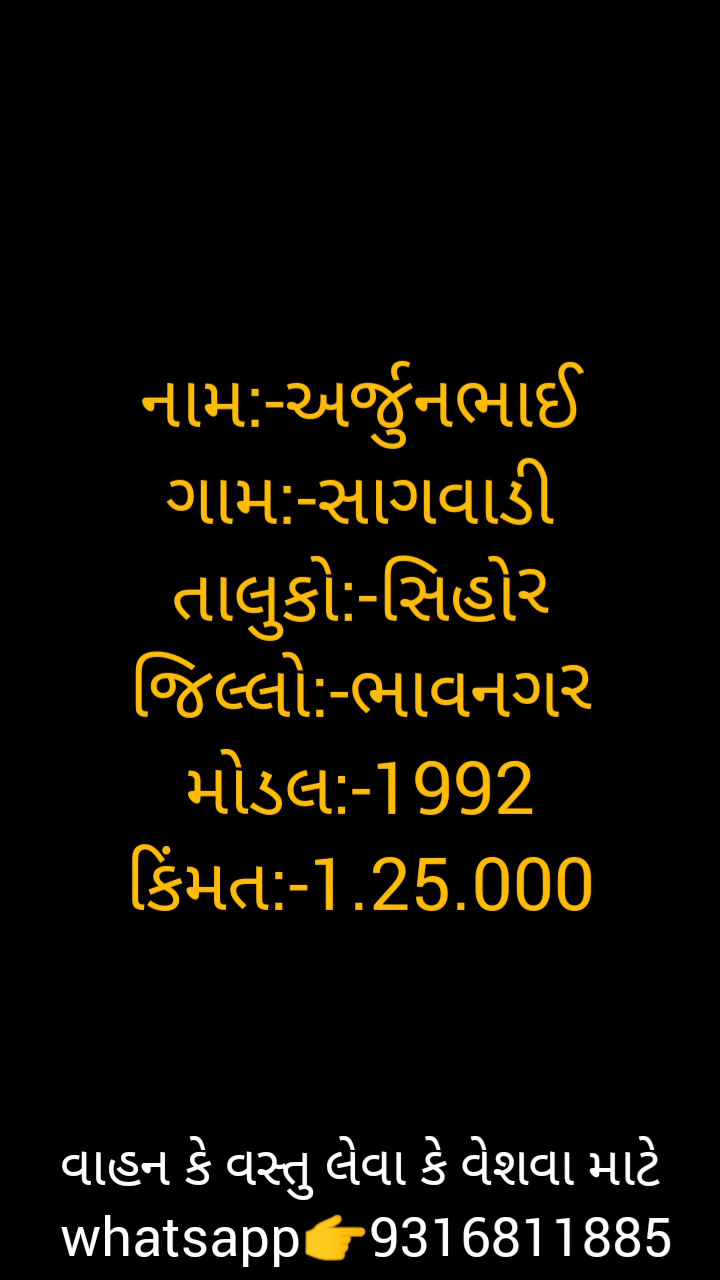 નામ:-અર્જુનભાઈ
ગામ:-સાગવાડી
તાલુકો:-સિહોર
જિલ્લો:-ભાવનગર
મોડલ:-1992
કિંમત:-1.25.000
વાહન કે વસ્તુ લેવા કે વેશવા માટે
whatsapp👉9316811885